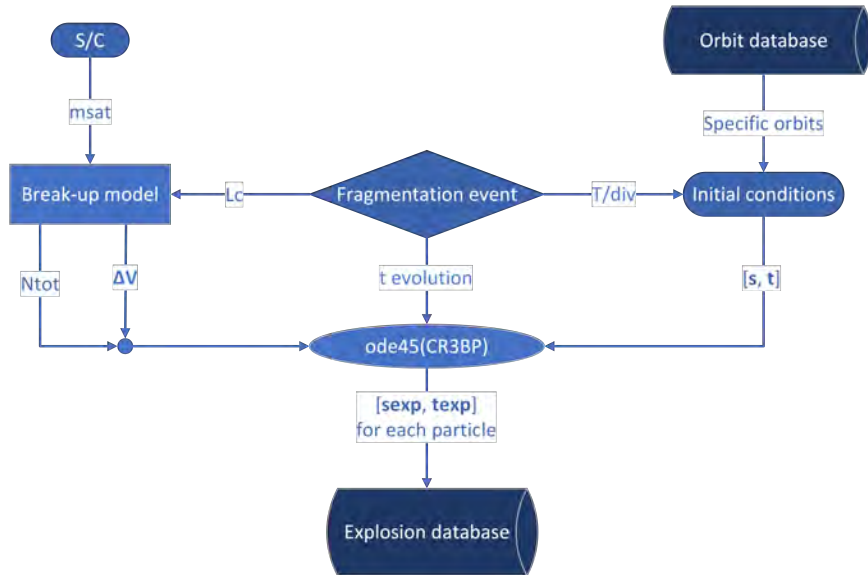 S/C
Orbit database
msat
Specific orbits
Break-up model
Lc
Fragmentation event
T/div
Initial conditions
Ntot
ΔV
t evolution
[s, t]
ode45(CR3BP)
[sexp, texp]
for each particle
Explosion database